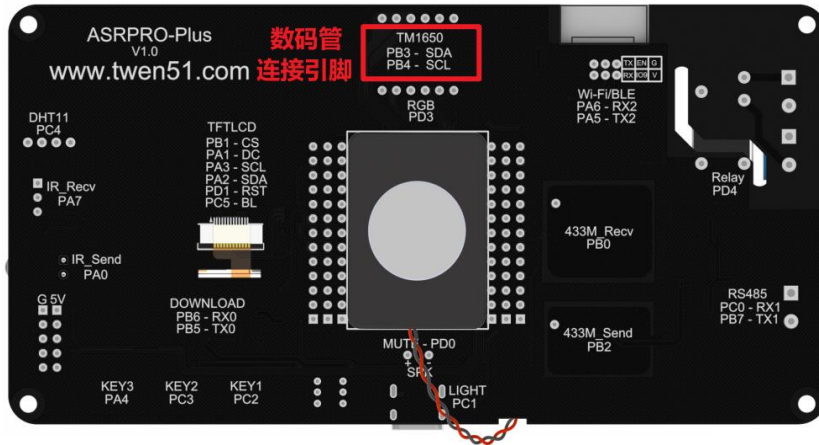 ASRPRO-Plus
V1.0
www.twen51.com
数码管
连接引脚
TM1650
PB3 - SDA
PB4 - SCL
RGB
PD3
TX EN G
RX IO9 V
Wi-Fi/BLE
PA6 - RX2
PA5 - TX2
DHT11
PC4
TFTLCD
PB1 - CS
PA1 - DC
PA3 - SCL
PA2 - SDA
PD1 - RST
PC5 - BL
IR_Recv
PA7
Relay
PD4
433M_Recv
PB0
IR_Send
PA0
G 5V
DOWNLOAD
PB6 - RX0
PB5 - TX0
RS485
PC0 - RX1
PB7 - TX1
433M_Send
PB2
MUTE - PD0
+ -
SPK
KEY3
PA4
KEY2
PC3
KEY1
PC2
LIGHT
PC1